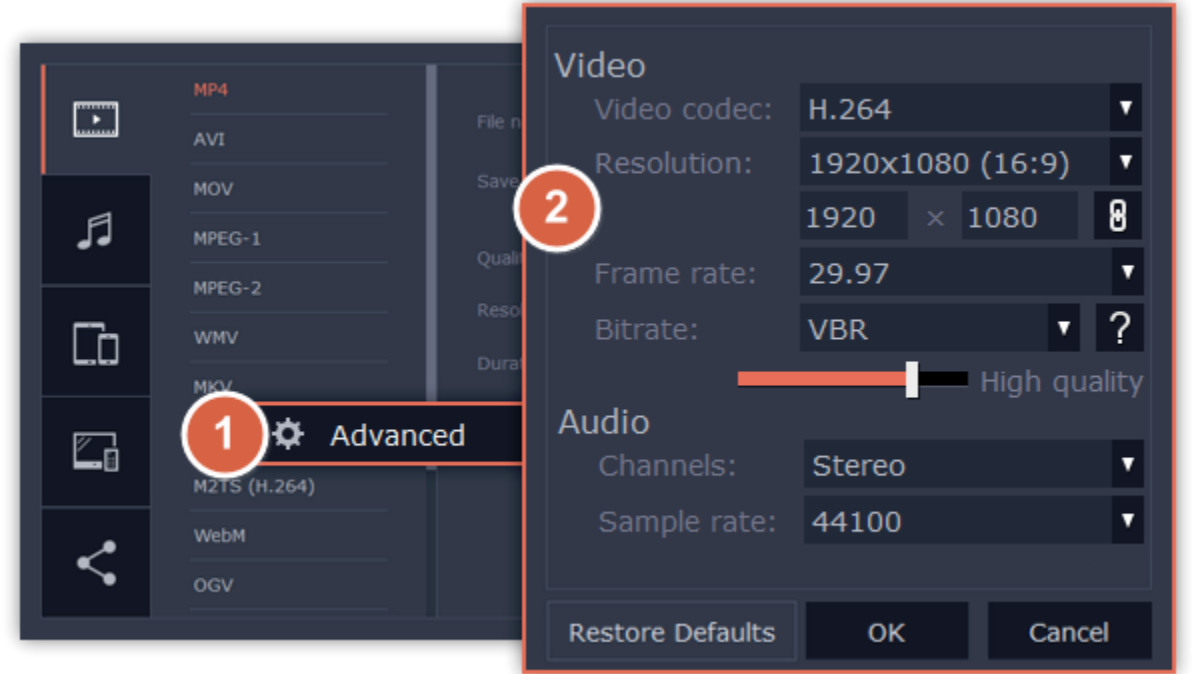 MP4
AVI
MOV
MPEG-1
MPEG-2
WMV
MKV
M2TS (H.264)
WebM
OGV
File
Save
1
Advanced
2
Video
Video codec: H.264
Resolution: 1920x1080 (16:9)
1920 × 1080
Frame rate: 29.97
Bitrate: VBR ?
High quality
Audio
Channels: Stereo
Sample rate: 44100
Restore Defaults OK Cancel